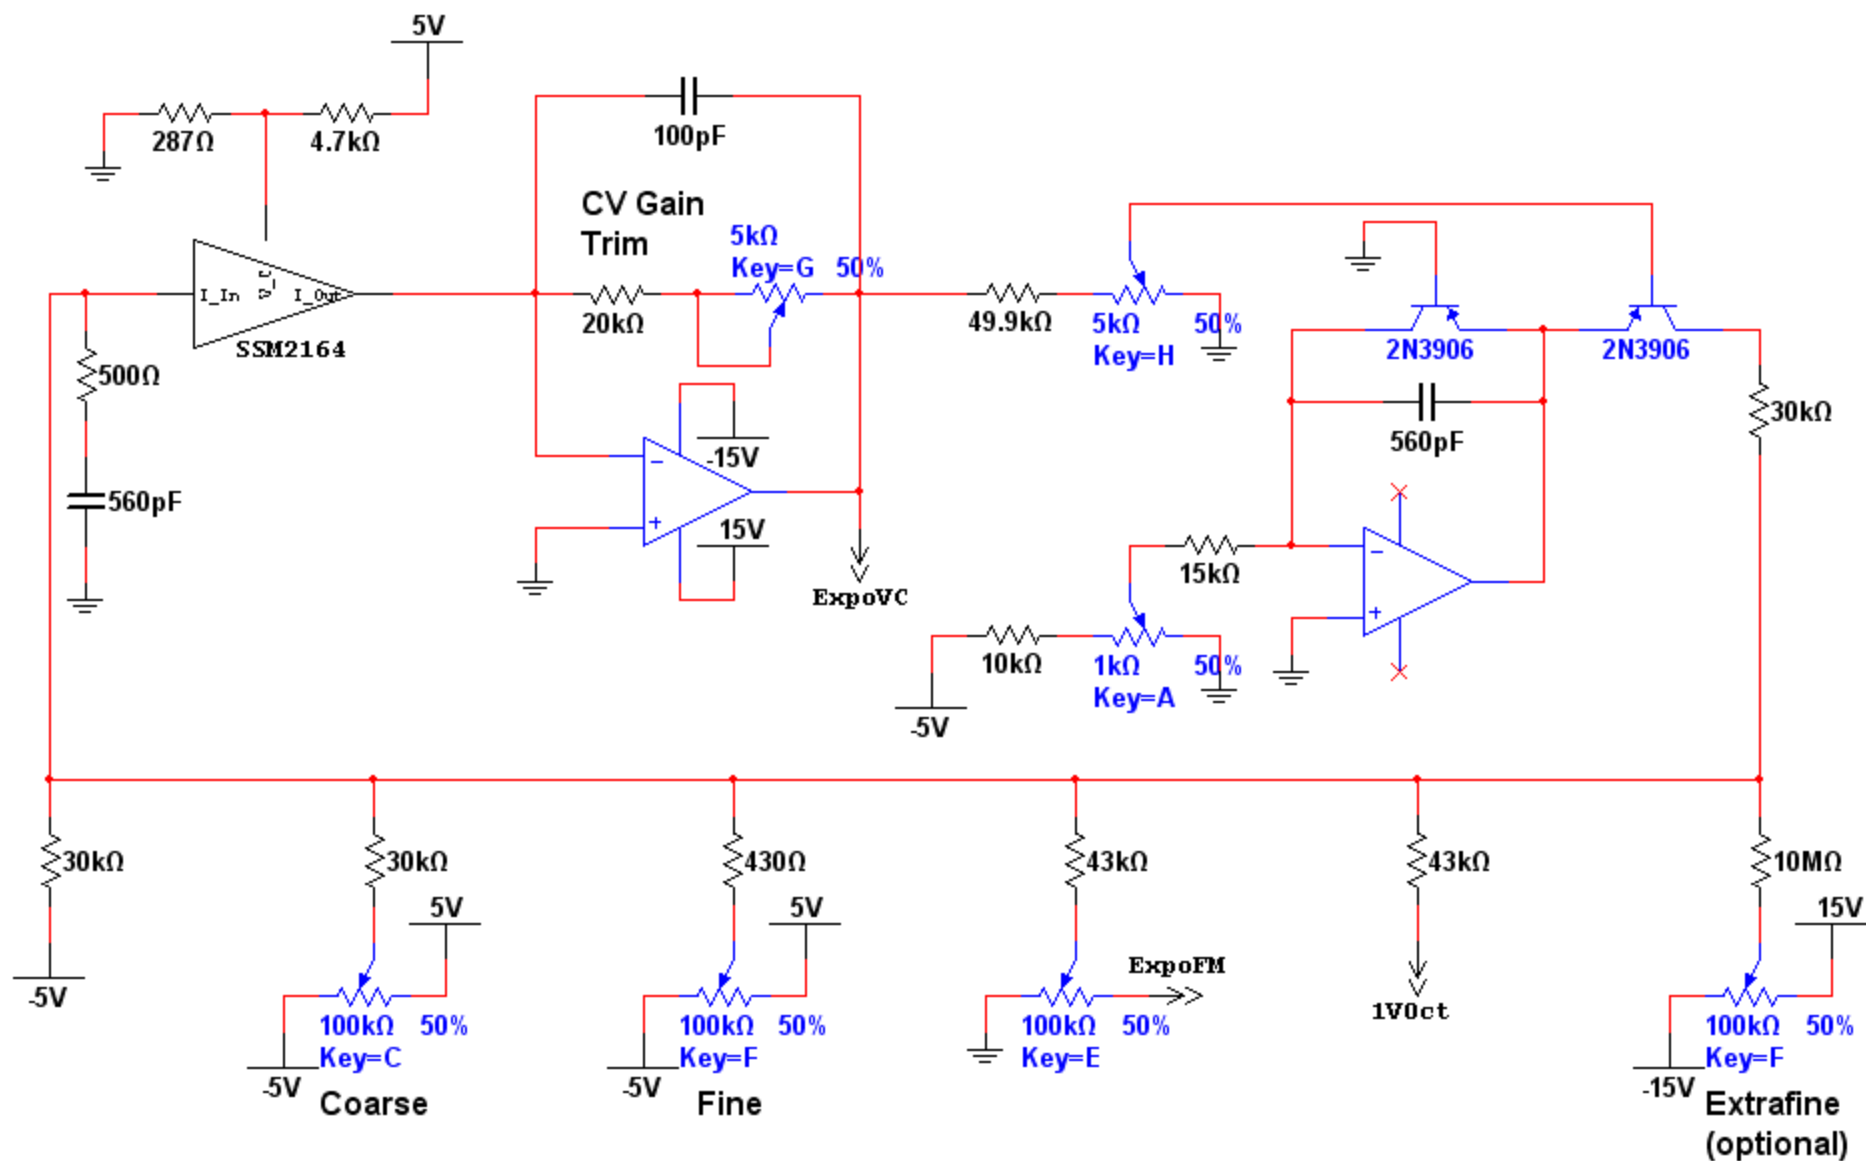 5V
287Ω
4.7kΩ
100pF
CV Gain
Trim
5kΩ
Key=G 50%
I_In
V_C
I_Out
SSM2164
20kΩ
49.9kΩ
5kΩ 50%
Key=H
2N3906
2N3906
500Ω
560pF
30kΩ
-15V
560pF
15V
ExpoVC
15kΩ
10kΩ
1kΩ 50%
Key=A
-5V
30kΩ
30kΩ
430Ω
43kΩ
43kΩ
10MΩ
-5V
5V
5V
ExpoFM
1VOct
15V
100kΩ 50%
Key=C
-5V
Coarse
100kΩ 50%
Key=F
-5V
Fine
100kΩ 50%
Key=E
100kΩ 50%
Key=F
-15V
Extrafine
(optional)